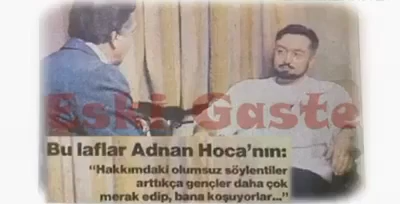 Eski Gaste
Bu laflar Adnan Hoca'nın:
“Hakkımdaki olumsuz söylentiler
arttıkça gençler daha çok
merak edip, bana koşuyorlar...”